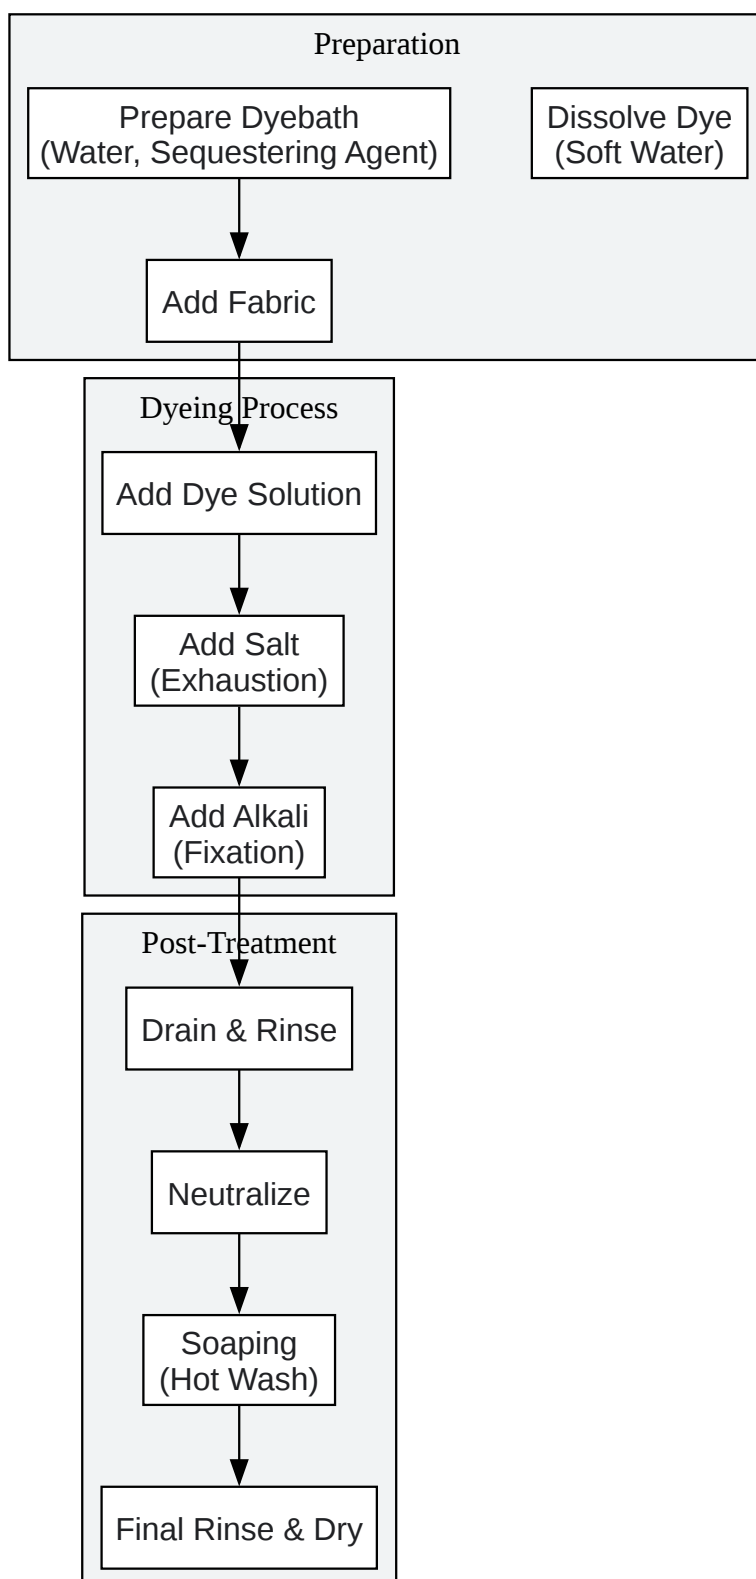 Preparation
Prepare Dyebath
(Water, Sequestering Agent)
Dissolve Dye
(Soft Water)
Add Fabric
Dyeing Process
Add Dye Solution
Add Salt
(Exhaustion)
Add Alkali
(Fixation)
Post-Treatment
Drain & Rinse
Neutralize
Soaping
(Hot Wash)
Final Rinse & Dry